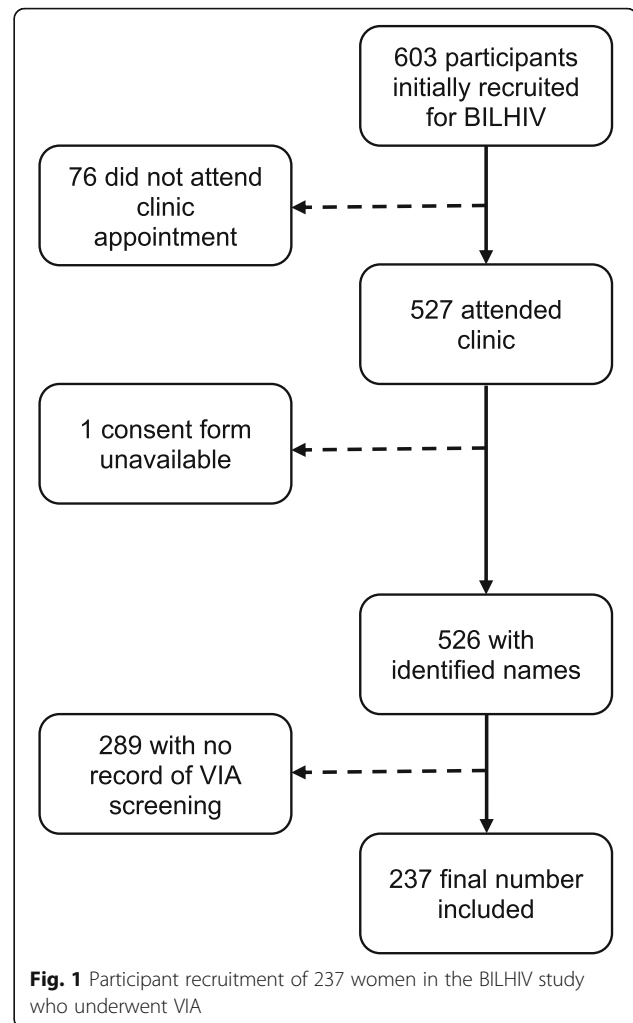 603 participants
initially recruited
for BILHIV
76 did not attend
clinic
appointment
527 attended
clinic
1 consent form
unavailable
526 with
identified names
289 with no
record of VIA
screening
237 final number
included
Fig. 1 Participant recruitment of 237 women in the BILHIV study
who underwent VIA